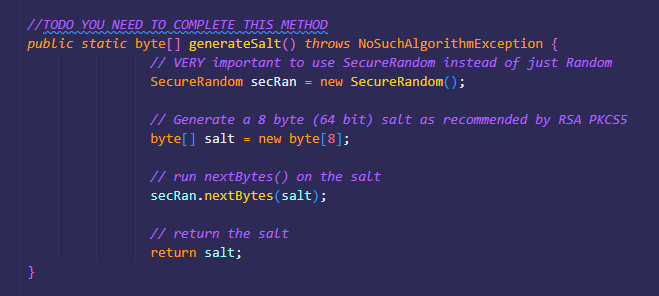 //TODO YOU NEED TO COMPLETE THIS METHOD
public static byte[] generateSalt() throws NoSuchAlgorithmException {
// VERY important to use SecureRandom instead of just Random
SecureRandom secRan = new SecureRandom();
// Generate a 8 byte (64 bit) salt as recommended by RSA PKCS5
byte[] salt = new byte[8];
// run nextBytes() on the salt
secRan.nextBytes(salt);
// return the salt
return salt;
}